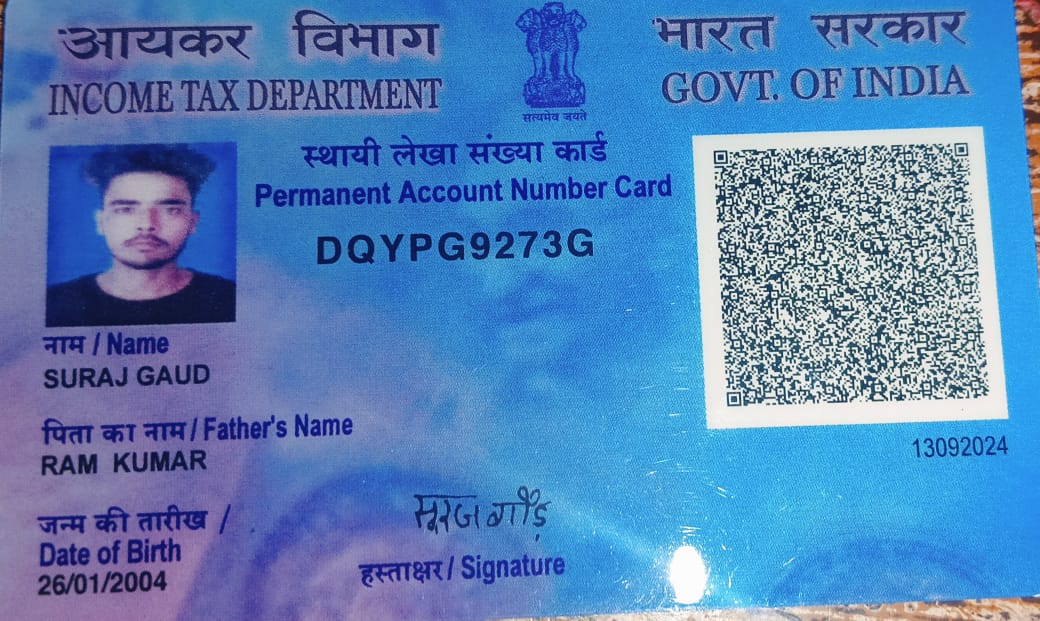 आयकर विभाग
INCOME TAX DEPARTMENT
सत्यमेव जयते
भारत सरकार
GOVT. OF INDIA
स्थायी लेखा संख्या कार्ड
Permanent Account Number Card
DQYPG9273G
नाम / Name
SURAJ GAUD
पिता का नाम / Father's Name
RAM KUMAR
13092024
जन्म की तारीख /
Date of Birth
26/01/2004
सूरज गौड़
हस्ताक्षर / Signature